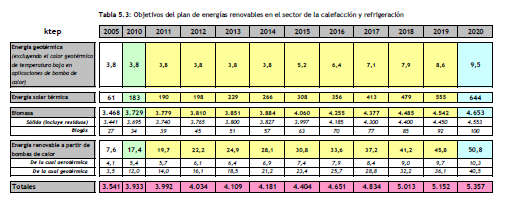 Tabla 5.3: Objetivos del plan de energías renovables en el sector de la calefacción y refrigeración
ktep 2005 2010 2011 2012 2013 2014 2015 2016 2017 2018 2019 2020
Energía geotérmica
(excluyendo el calor geotérmico
de temperatura baja en
aplicaciones de bomba de
calor) 3,8 3,8 3,8 3,8 3,8 3,8 5,2 6,4 7,1 7,9 8,6 9,5
Energía solar térmica 61 183 190 198 229 266 308 356 413 479 555 644
Biomasa 3.468 3.729 3.779 3.810 3.851 3.884 4.060 4.255 4.377 4.485 4.542 4.653
Sólida (incluye residuos) 3.441 3.695 3.740 3.765 3.800 3.827 3.997 4.185 4.300 4.400 4.450 4.553
Biogás 27 34 39 45 51 57 63 70 77 85 92 100
Energía renovable a partir de
bombas de calor 7,6 17,4 19,7 22,2 24,9 28,1 30,8 33,6 37,2 41,2 45,8 50,8
De la cual aerotérmica 4,1 5,4 5,7 6,1 6,4 6,9 7,4 7,9 8,4 9,0 9,7 10,3
De la cual geotérmica 3,5 12,0 14,0 16,1 18,5 21,2 23,4 25,7 28,8 32,2 36,1 40,5
Totales 3.541 3.933 3.992 4.034 4.109 4.181 4.404 4.651 4.834 5.013 5.152 5.357